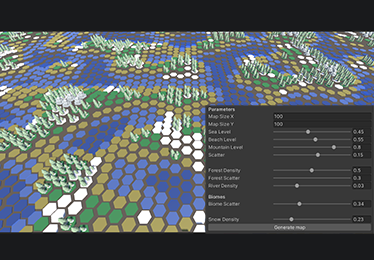 Parameters
Map Size X 100
Map Size Y 100
Sea Level 0.45
Beach Level 0.55
Mountain Level 0.8
Scatter 0.15
Forest Density 0.5
Forest Scatter 0.3
River Density 0.03
Biomes
Biome Scatter 0.34
Snow Density 0.23
Generate map